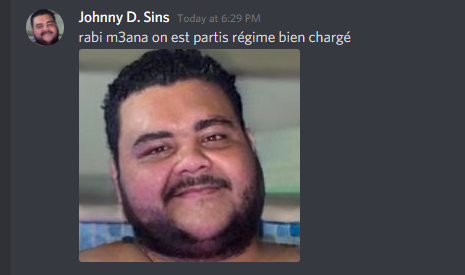 Johnny D. Sins Today at 6:29 PM
rabi m3ana on est partis régime bien chargé